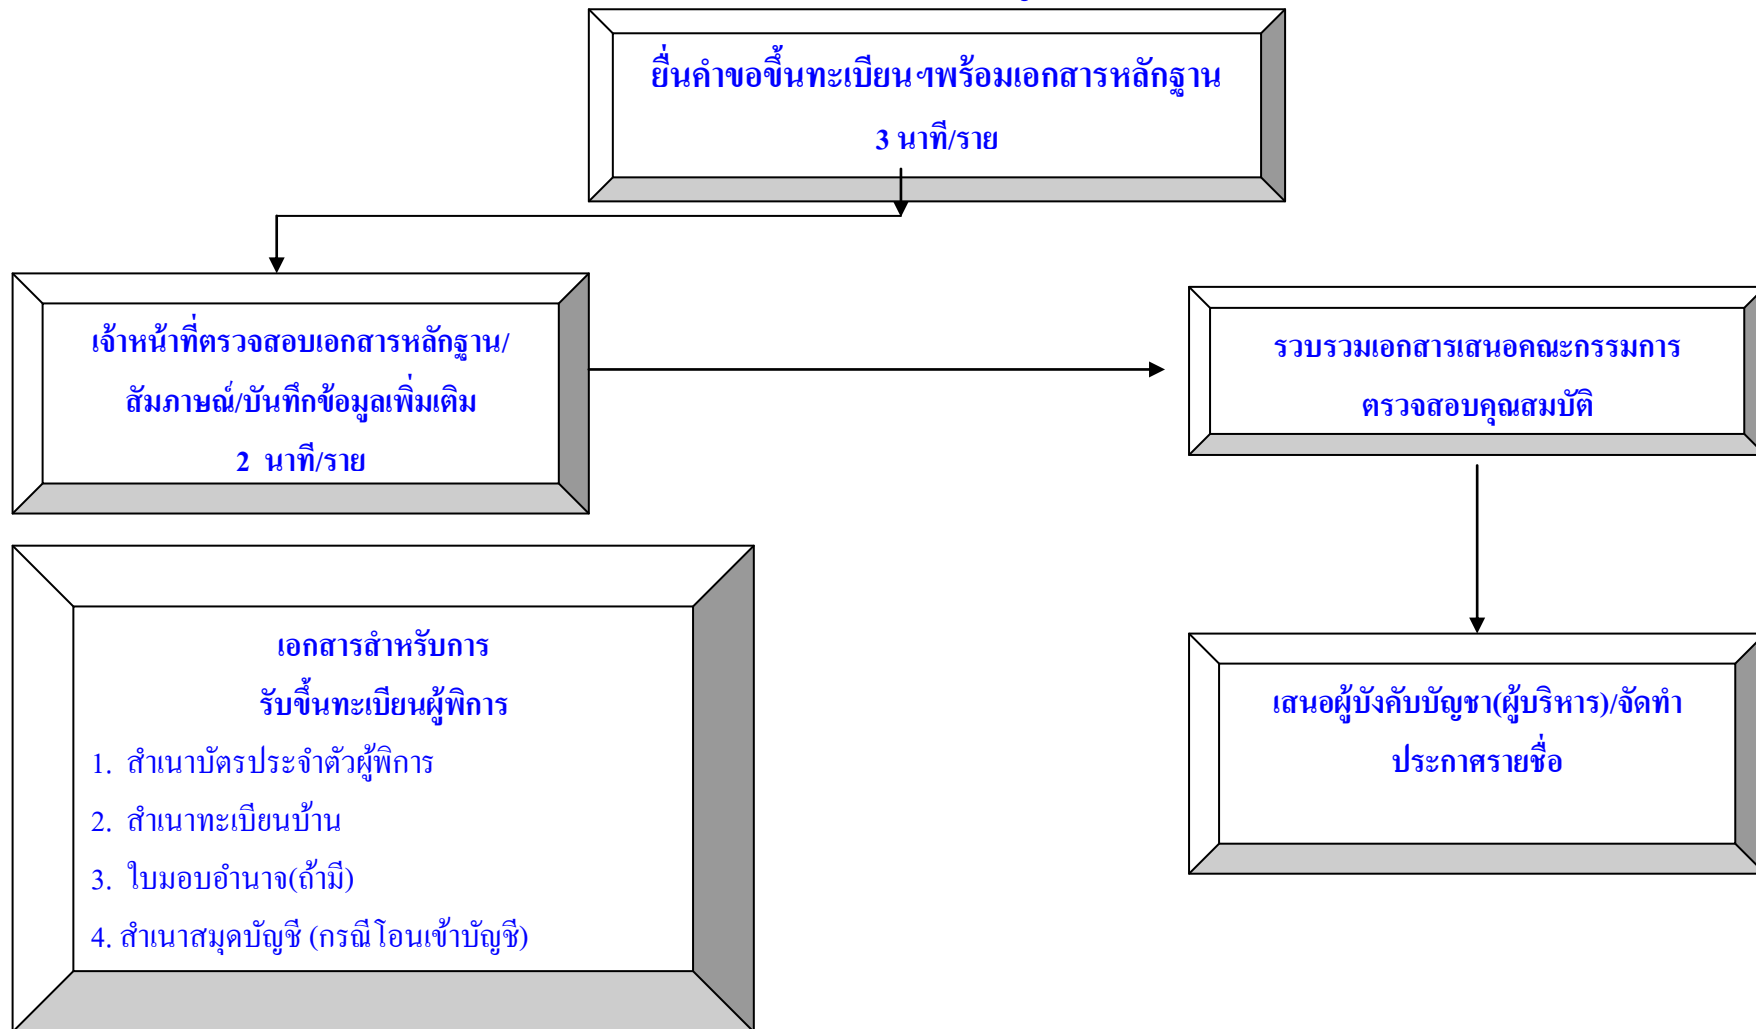 ยื่นคำขอขึ้นทะเบียนฯพร้อมเอกสารหลักฐาน
3 นาที/ราย
เจ้าหน้าที่ตรวจสอบเอกสารหลักฐาน/
สัมภาษณ์/บันทึกข้อมูลเพิ่มเติม
2 นาที/ราย
รวบรวมเอกสารเสนอคณะกรรมการ
ตรวจสอบคุณสมบัติ
เสนอผู้บังคับบัญชา(ผู้บริหาร)/จัดทำ
ประกาศรายชื่อ
เอกสารสำหรับการ
รับขึ้นทะเบียนผู้พิการ
1. สำเนาบัตรประจำตัวผู้พิการ
2. สำเนาทะเบียนบ้าน
3. ใบมอบอำนาจ(ถ้ามี)
4. สำเนาสมุดบัญชี (กรณีโอนเข้าบัญชี)